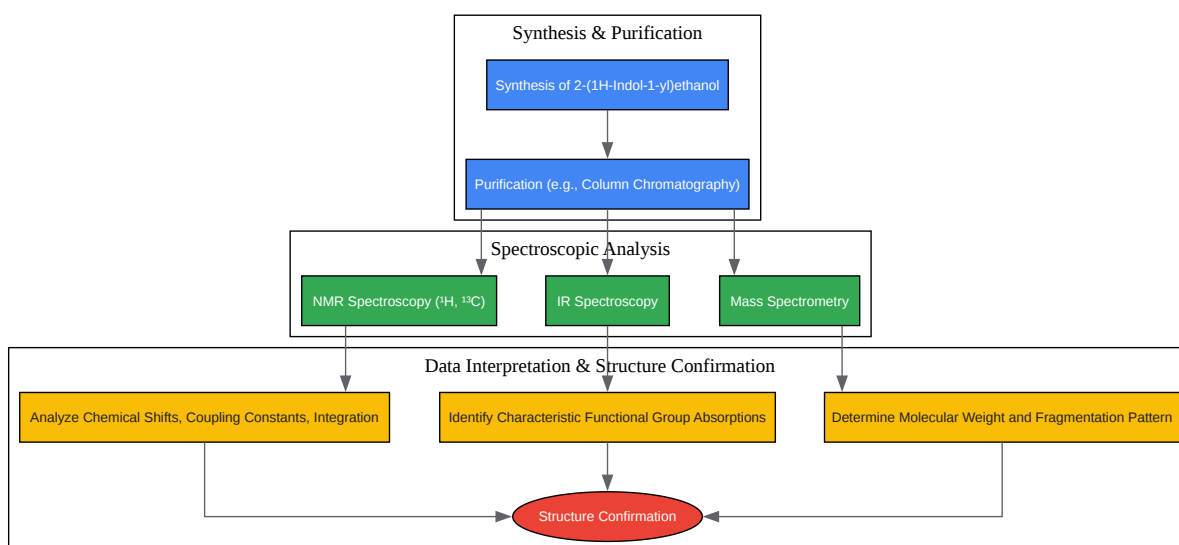 Synthesis & Purification
Synthesis of 2-(1H-Indol-1-yl)ethanol
Purification (e.g., Column Chromatography)
Spectroscopic Analysis
NMR Spectroscopy (¹H, ¹³C)
IR Spectroscopy
Mass Spectrometry
Data Interpretation & Structure Confirmation
Analyze Chemical Shifts, Coupling Constants, Integration
Identify Characteristic Functional Group Absorptions
Determine Molecular Weight and Fragmentation Pattern
Structure Confirmation